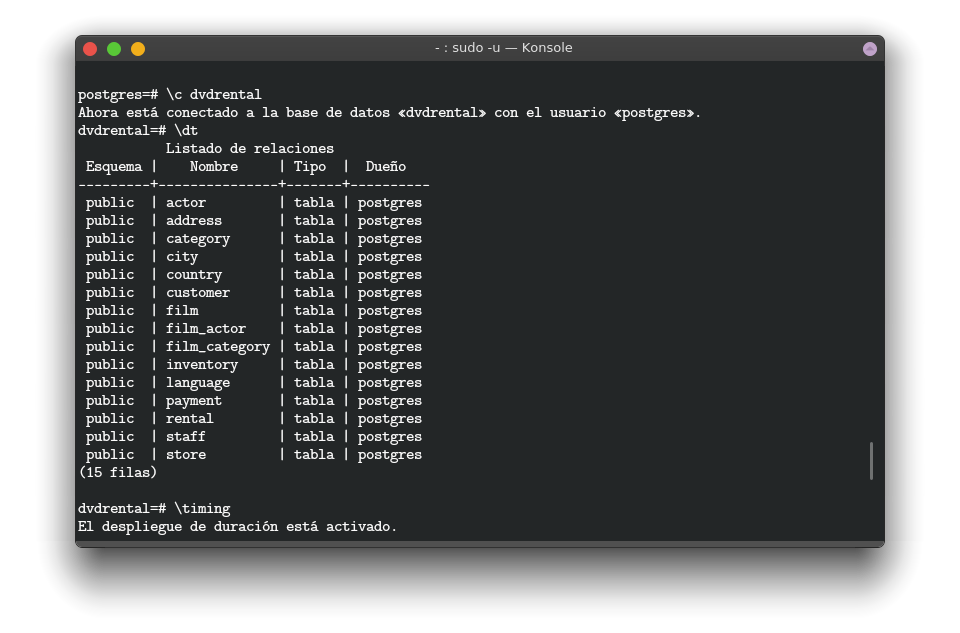 - : sudo -u — Konsole
postgres=# \c dvdrental
Ahora está conectado a la base de datos «dvdrental» con el usuario «postgres».
dvdrental=# \dt
           Listado de relaciones
 Esquema |    Nombre     | Tipo  |  Dueño
---------+---------------+-------+----------
 public  | actor         | tabla | postgres
 public  | address       | tabla | postgres
 public  | category      | tabla | postgres
 public  | city          | tabla | postgres
 public  | country       | tabla | postgres
 public  | customer      | tabla | postgres
 public  | film          | tabla | postgres
 public  | film_actor    | tabla | postgres
 public  | film_category | tabla | postgres
 public  | inventory     | tabla | postgres
 public  | language      | tabla | postgres
 public  | payment       | tabla | postgres
 public  | rental        | tabla | postgres
 public  | staff         | tabla | postgres
 public  | store         | tabla | postgres
(15 filas)
dvdrental=# \timing
El despliegue de duración está activado.